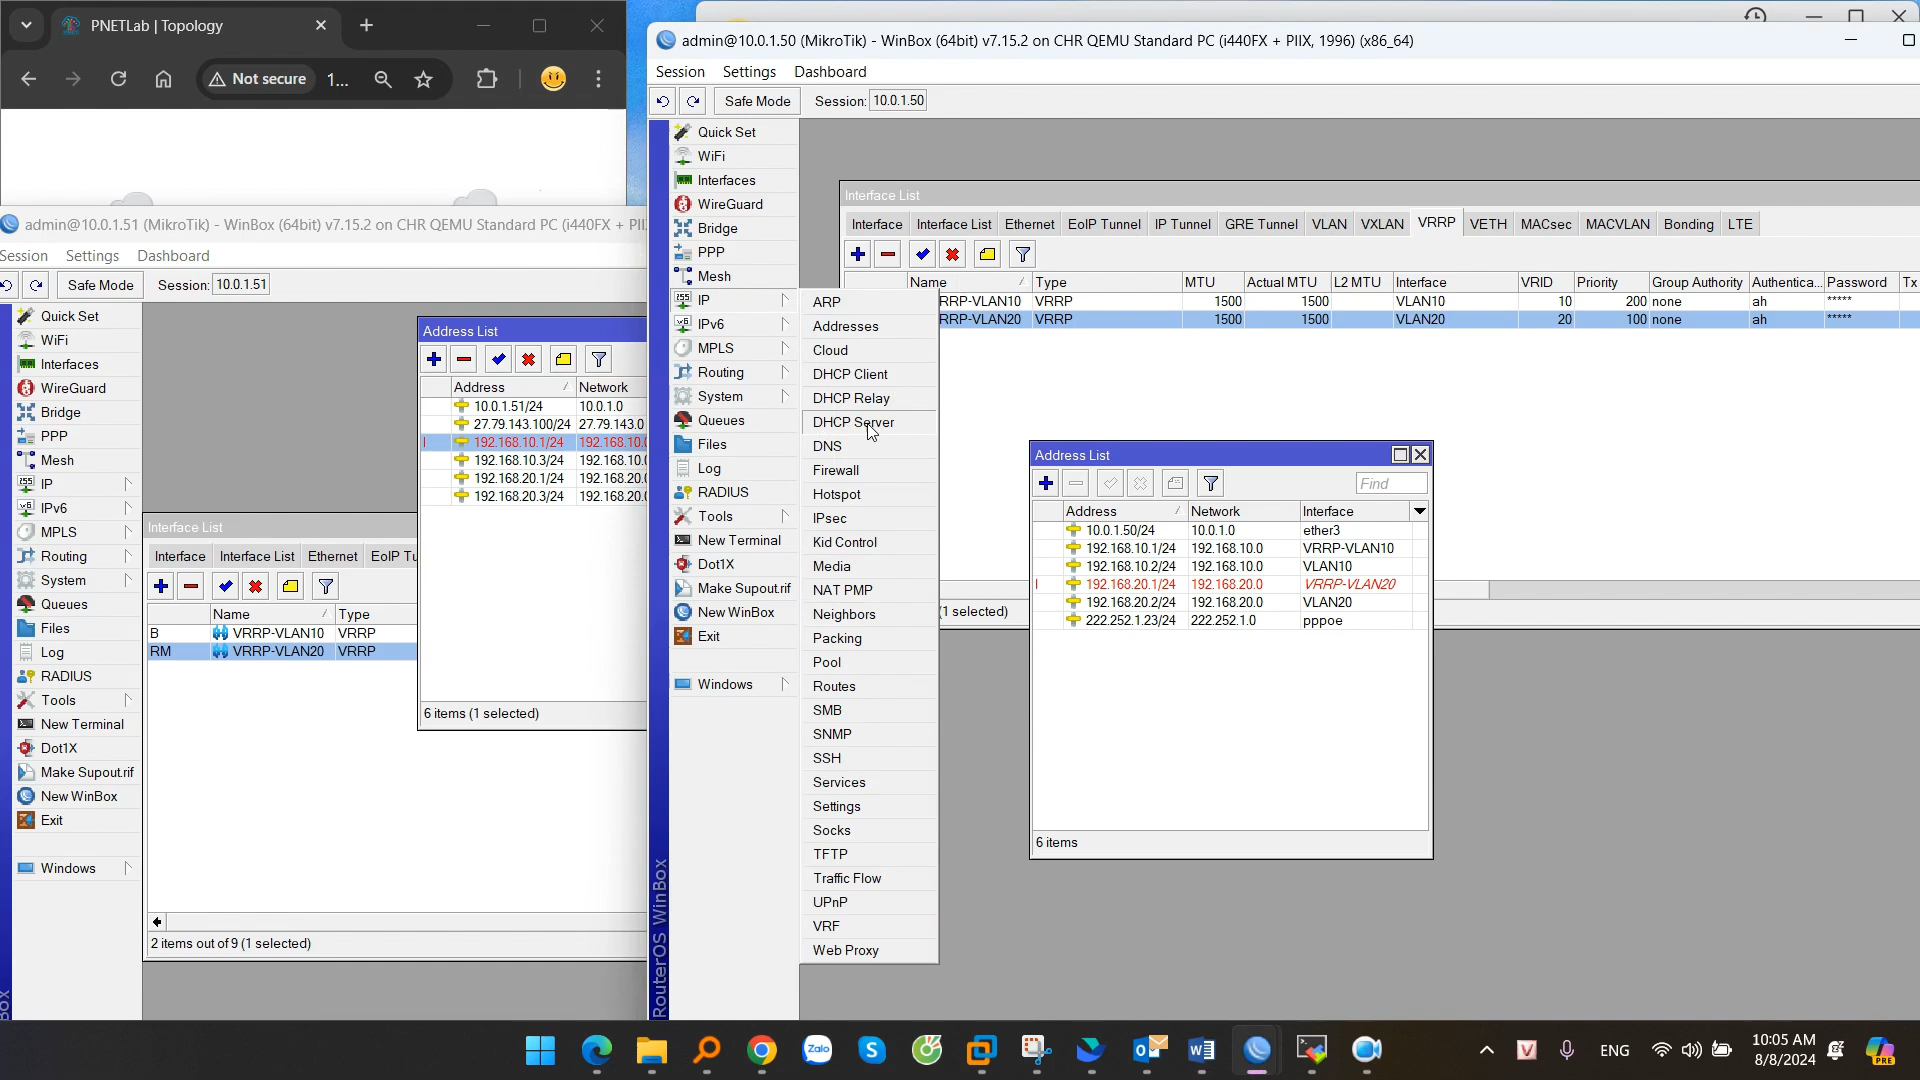 PNETLab | Topology
Not secure
1...
admin@10.0.1.50 (MikroTik) - WinBox (64bit) v7.15.2 on CHR QEMU Standard PC (i440FX + PIIX, 1996) (x86_64)
Session Settings Dashboard
Safe Mode Session: 10.0.1.50
Quick Set
WiFi
Interfaces
WireGuard
Bridge
PPP
Mesh
IP
IPv6
MPLS
Routing
System
Queues
Files
Log
RADIUS
Tools
New Terminal
Dot1X
Make Supout.rif
New WinBox
Exit
Windows
RouterOS WinBox
ARP
Addresses
Cloud
DHCP Client
DHCP Relay
DHCP Server
DNS
Firewall
Hotspot
IPsec
Kid Control
Media
NAT PMP
Neighbors
Packing
Pool
Routes
SMB
SNMP
SSH
Services
Settings
Socks
TFTP
Traffic Flow
UPnP
VRF
Web Proxy
Interface List
Interface Interface List Ethernet EoIP Tunnel IP Tunnel GRE Tunnel VLAN VXLAN VRRP VETH MACsec MACVLAN Bonding LTE
Name Type MTU Actual MTU L2 MTU Interface VRID Priority Group Authority Authentica... Password Tx
RRP-VLAN10 VRRP 1500 1500 VLAN10 10 200 none ah *****
RRP-VLAN20 VRRP 1500 1500 VLAN20 20 100 none ah *****
(1 selected)
Address List
Find
Address Network Interface
10.0.1.50/24 10.0.1.0 ether3
192.168.10.1/24 192.168.10.0 VRRP-VLAN10
192.168.10.2/24 192.168.10.0 VLAN10
I 192.168.20.1/24 192.168.20.0 VRRP-VLAN20
192.168.20.2/24 192.168.20.0 VLAN20
222.252.1.23/24 222.252.1.0 pppoe
6 items
admin@10.0.1.51 (MikroTik) - WinBox (64bit) v7.15.2 on CHR QEMU Standard PC (i440FX + PII
Session Settings Dashboard
Safe Mode Session: 10.0.1.51
Quick Set
WiFi
Interfaces
WireGuard
Bridge
PPP
Mesh
IP
IPv6
MPLS
Routing
System
Queues
Files
Log
RADIUS
Tools
New Terminal
Dot1X
Make Supout.rif
New WinBox
Exit
Windows
Address List
Address Network
10.0.1.51/24 10.0.1.0
27.79.143.100/24 27.79.143.0
I 192.168.10.1/24 192.168.10.
192.168.10.3/24 192.168.10.
192.168.20.1/24 192.168.20.
192.168.20.3/24 192.168.20.
6 items (1 selected)
Interface List
Interface Interface List Ethernet EoIP Tu
Name Type
B VRRP-VLAN10 VRRP
RM VRRP-VLAN20 VRRP
2 items out of 9 (1 selected)
Zalo
ENG
10:05 AM
8/8/2024
PRE